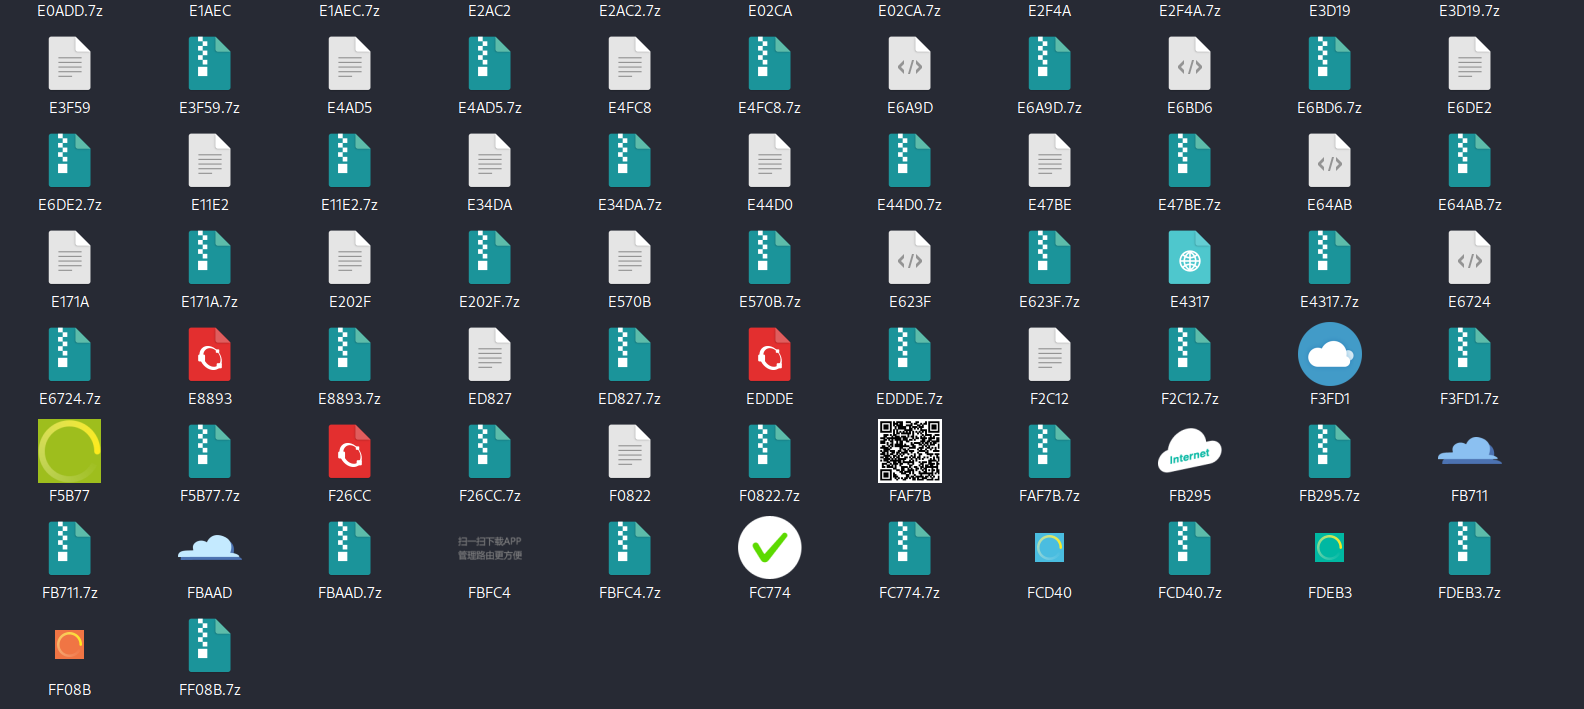 E0ADD.7z E1AEC E1AEC.7z E2AC2 E2AC2.7z E02CA E02CA.7z E2F4A E2F4A.7z E3D19 E3D19.7z
E3F59 E3F59.7z E4AD5 E4AD5.7z E4FC8 E4FC8.7z E6A9D E6A9D.7z E6BD6 E6BD6.7z E6DE2
E6DE2.7z E11E2 E11E2.7z E34DA E34DA.7z E44D0 E44D0.7z E47BE E47BE.7z E64AB E64AB.7z
E171A E171A.7z E202F E202F.7z E570B E570B.7z E623F E623F.7z E4317 E4317.7z E6724
E6724.7z E8893 E8893.7z ED827 ED827.7z EDDDE EDDDE.7z F2C12 F2C12.7z F3FD1 F3FD1.7z
Internet
F5B77 F5B77.7z F26CC F26CC.7z F0822 F0822.7z FAF7B FAF7B.7z FB295 FB295.7z FB711
扫一扫下载APP
管理路由更方便
FB711.7z FBAAD FBAAD.7z FBFC4 FBFC4.7z FC774 FC774.7z FCD40 FCD40.7z FDEB3 FDEB3.7z
FF08B FF08B.7z